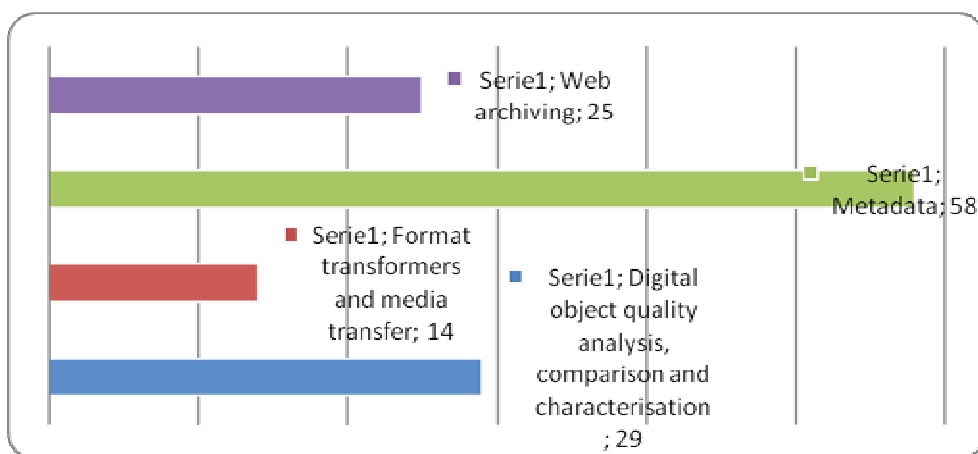 Serie1; Web
archiving; 25
Serie1;
Metadata; 58
Serie1; Format
transformers
and media
transfer; 14
Serie1; Digital
object quality
analysis,
comparison and
characterisation
; 29